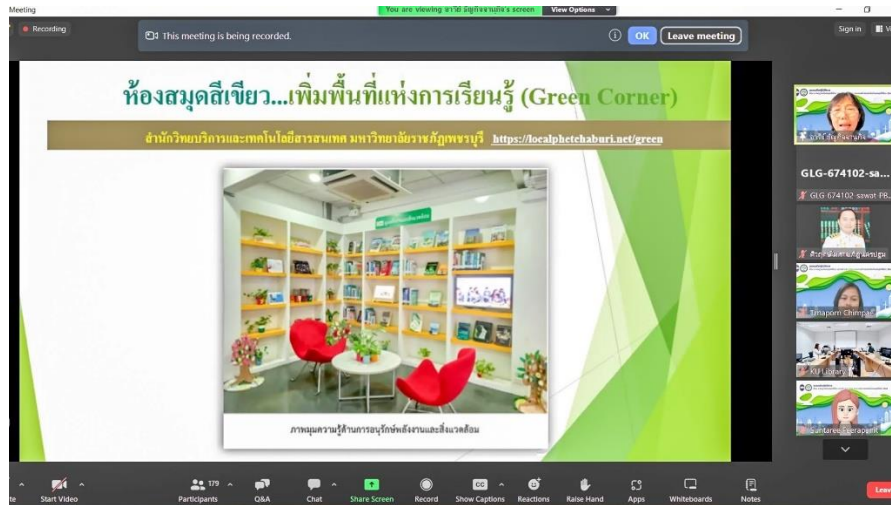 Meeting
You are viewing
screen
View Options
Recording
This meeting is being recorded.
OK
Leave meeting
Sign in
ห้องสมุดสีเขียว...เพิ่มพื้นที่แห่งการเรียนรู้ (Green Corner)
สำนักวิทยบริการและเทคโนโลยีสารสนเทศ มหาวิทยาลัยราชภัฏเพชรบุรี https://localphetchaburi.net/green
ภาพมุมความรู้ด้านการอนุรักษ์พลังงานและสิ่งแวดล้อม
GLG-674102-sa...
GLG-674102-sawat-PR
KU Library
Start Video
Participants
179
Q&A
Chat
Share Screen
Record
CC
Show Captions
Reactions
Raise Hand
Apps
Whiteboards
Notes